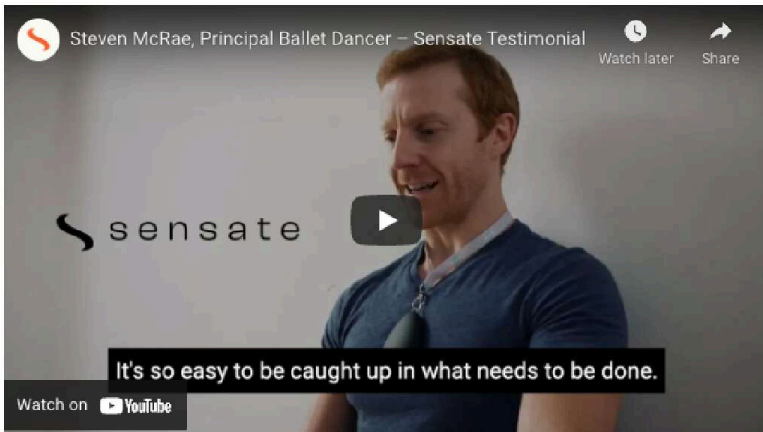 Steven McRae, Principal Ballet Dancer – Sensate Testimonial
Watch later
Share
sensate
It's so easy to be caught up in what needs to be done.
Watch on YouTube